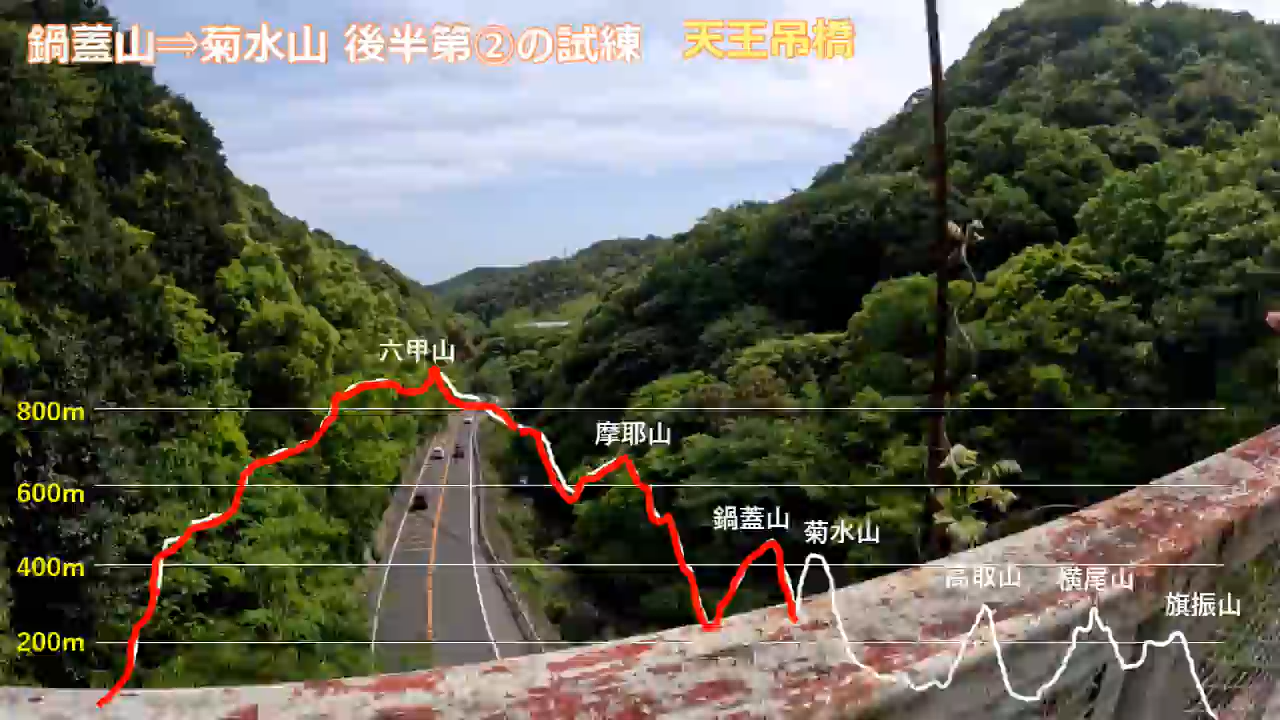 鍋蓋山⇒菊水山 後半第②の試練 天王吊橋
六甲山
800m
摩耶山
600m
鍋蓋山 菊水山
400m
高取山 横尾山
旗振山
200m